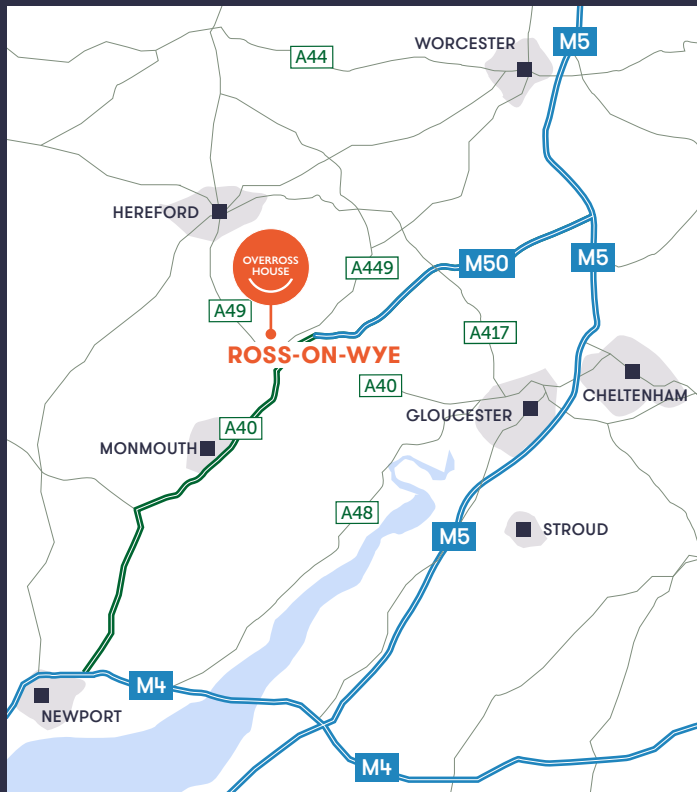 WORCESTER
M5
A44
HEREFORD
OVERROSS
HOUSE
A449
M50
M5
A49
A417
ROSS-ON-WYE
A40
CHELTENHAM
GLOUCESTER
A40
MONMOUTH
A48
M5
STROUD
M4
NEWPORT
M4